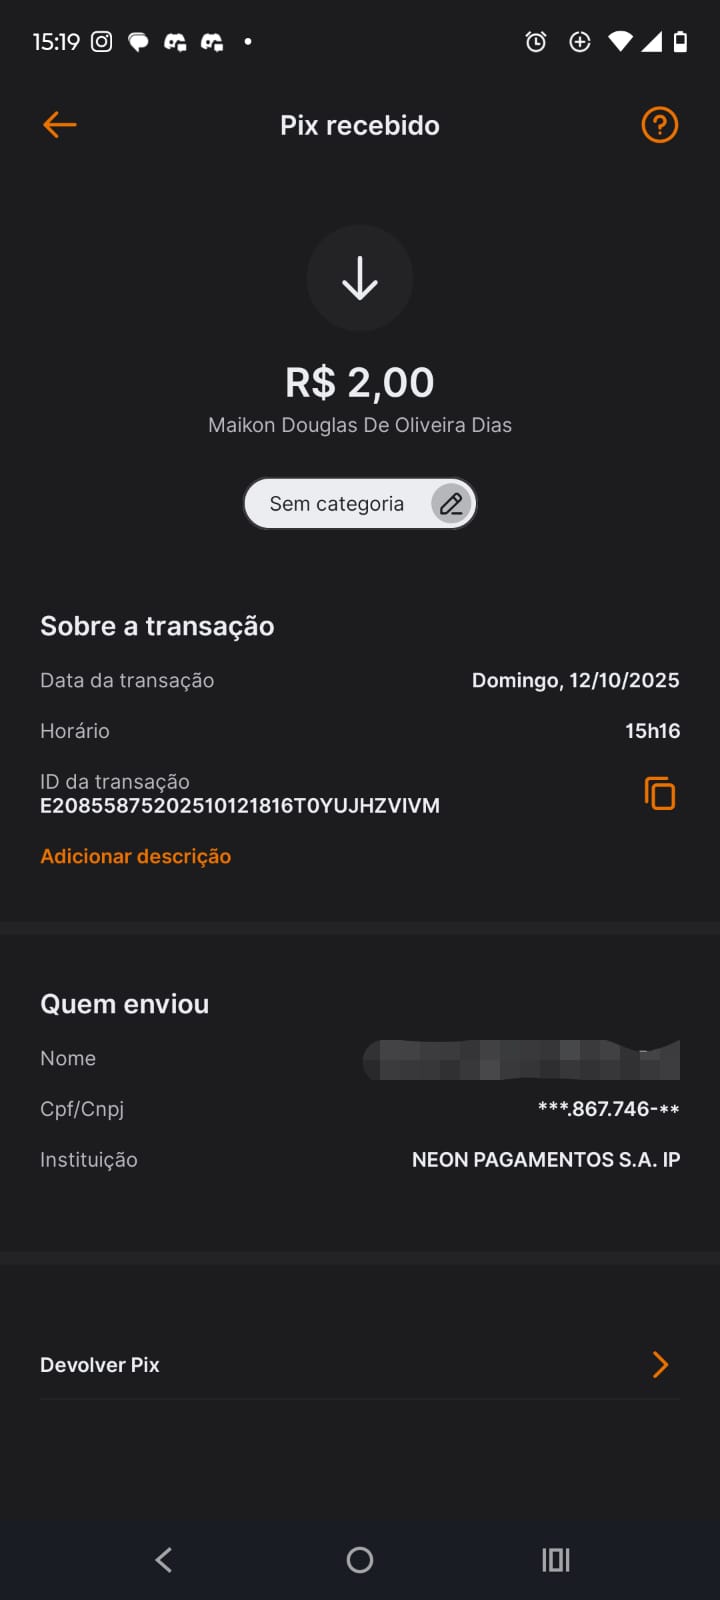 15:19
Pix recebido
R$ 2,00
Maikon Douglas De Oliveira Dias
Sem categoria
Sobre a transação
Data da transação Domingo, 12/10/2025
Horário 15h16
ID da transação
E20855875202510121816T0YUJHZVIVM
Adicionar descrição
Quem enviou
Nome
Cpf/Cnpj ***.867.746-**
Instituição NEON PAGAMENTOS S.A. IP
Devolver Pix